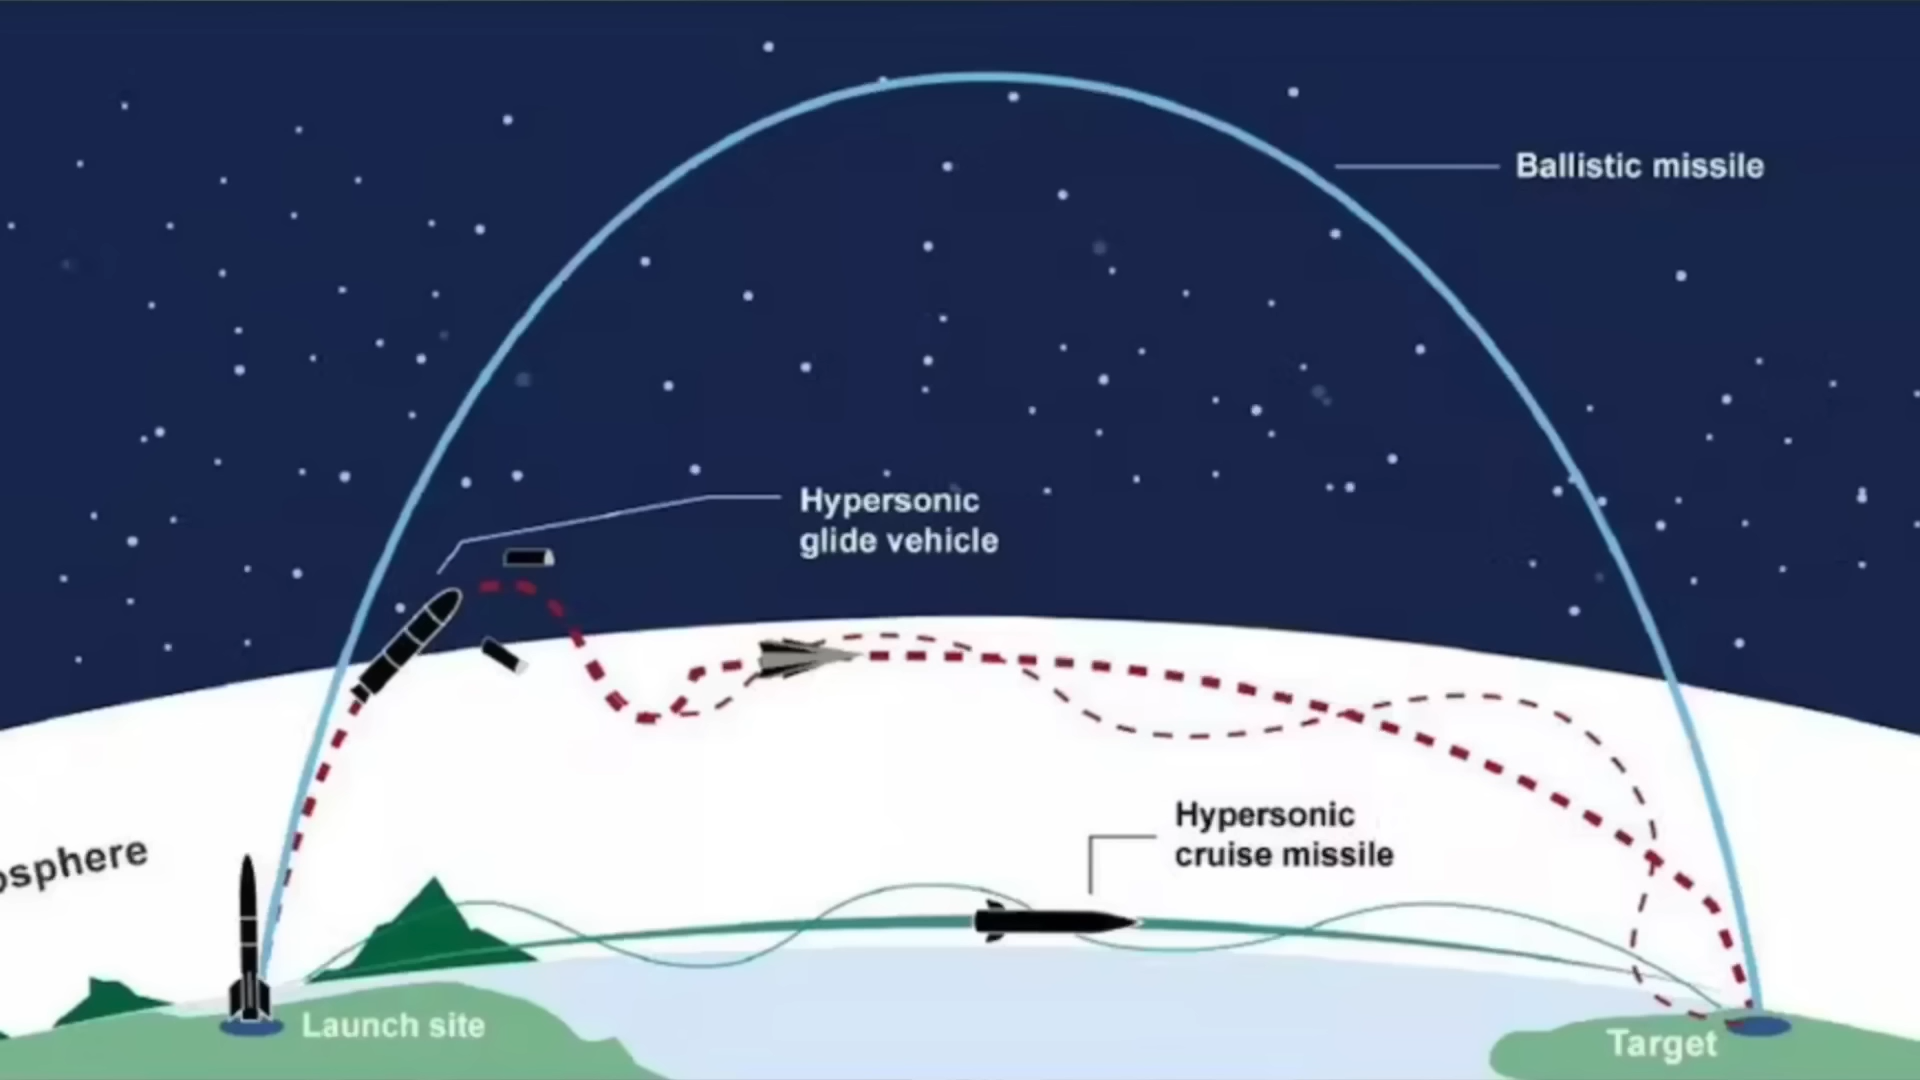 Ballistic missile
Hypersonic
glide vehicle
Hypersonic
cruise missile
osphere
Launch site
Target